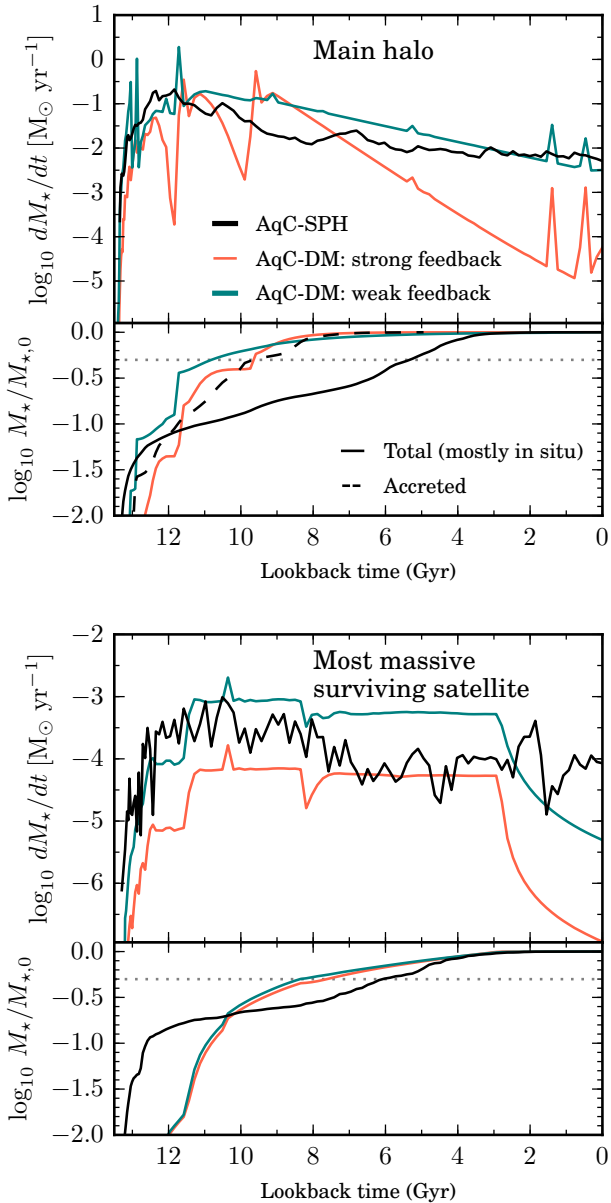 Main halo
log10 dM⋆/dt [M⊙ yr−1]
1
0
−1
−2
−3
−4
−5
AqC-SPH
AqC-DM: strong feedback
AqC-DM: weak feedback
log10 M⋆/M⋆,0
0.0
−0.5
−1.0
−1.5
−2.0
Total (mostly in situ)
Accreted
12 10 8 6 4 2 0
Lookback time (Gyr)
Most massive
surviving satellite
log10 dM⋆/dt [M⊙ yr−1]
−2
−3
−4
−5
−6
log10 M⋆/M⋆,0
0.0
−0.5
−1.0
−1.5
−2.0
12 10 8 6 4 2 0
Lookback time (Gyr)